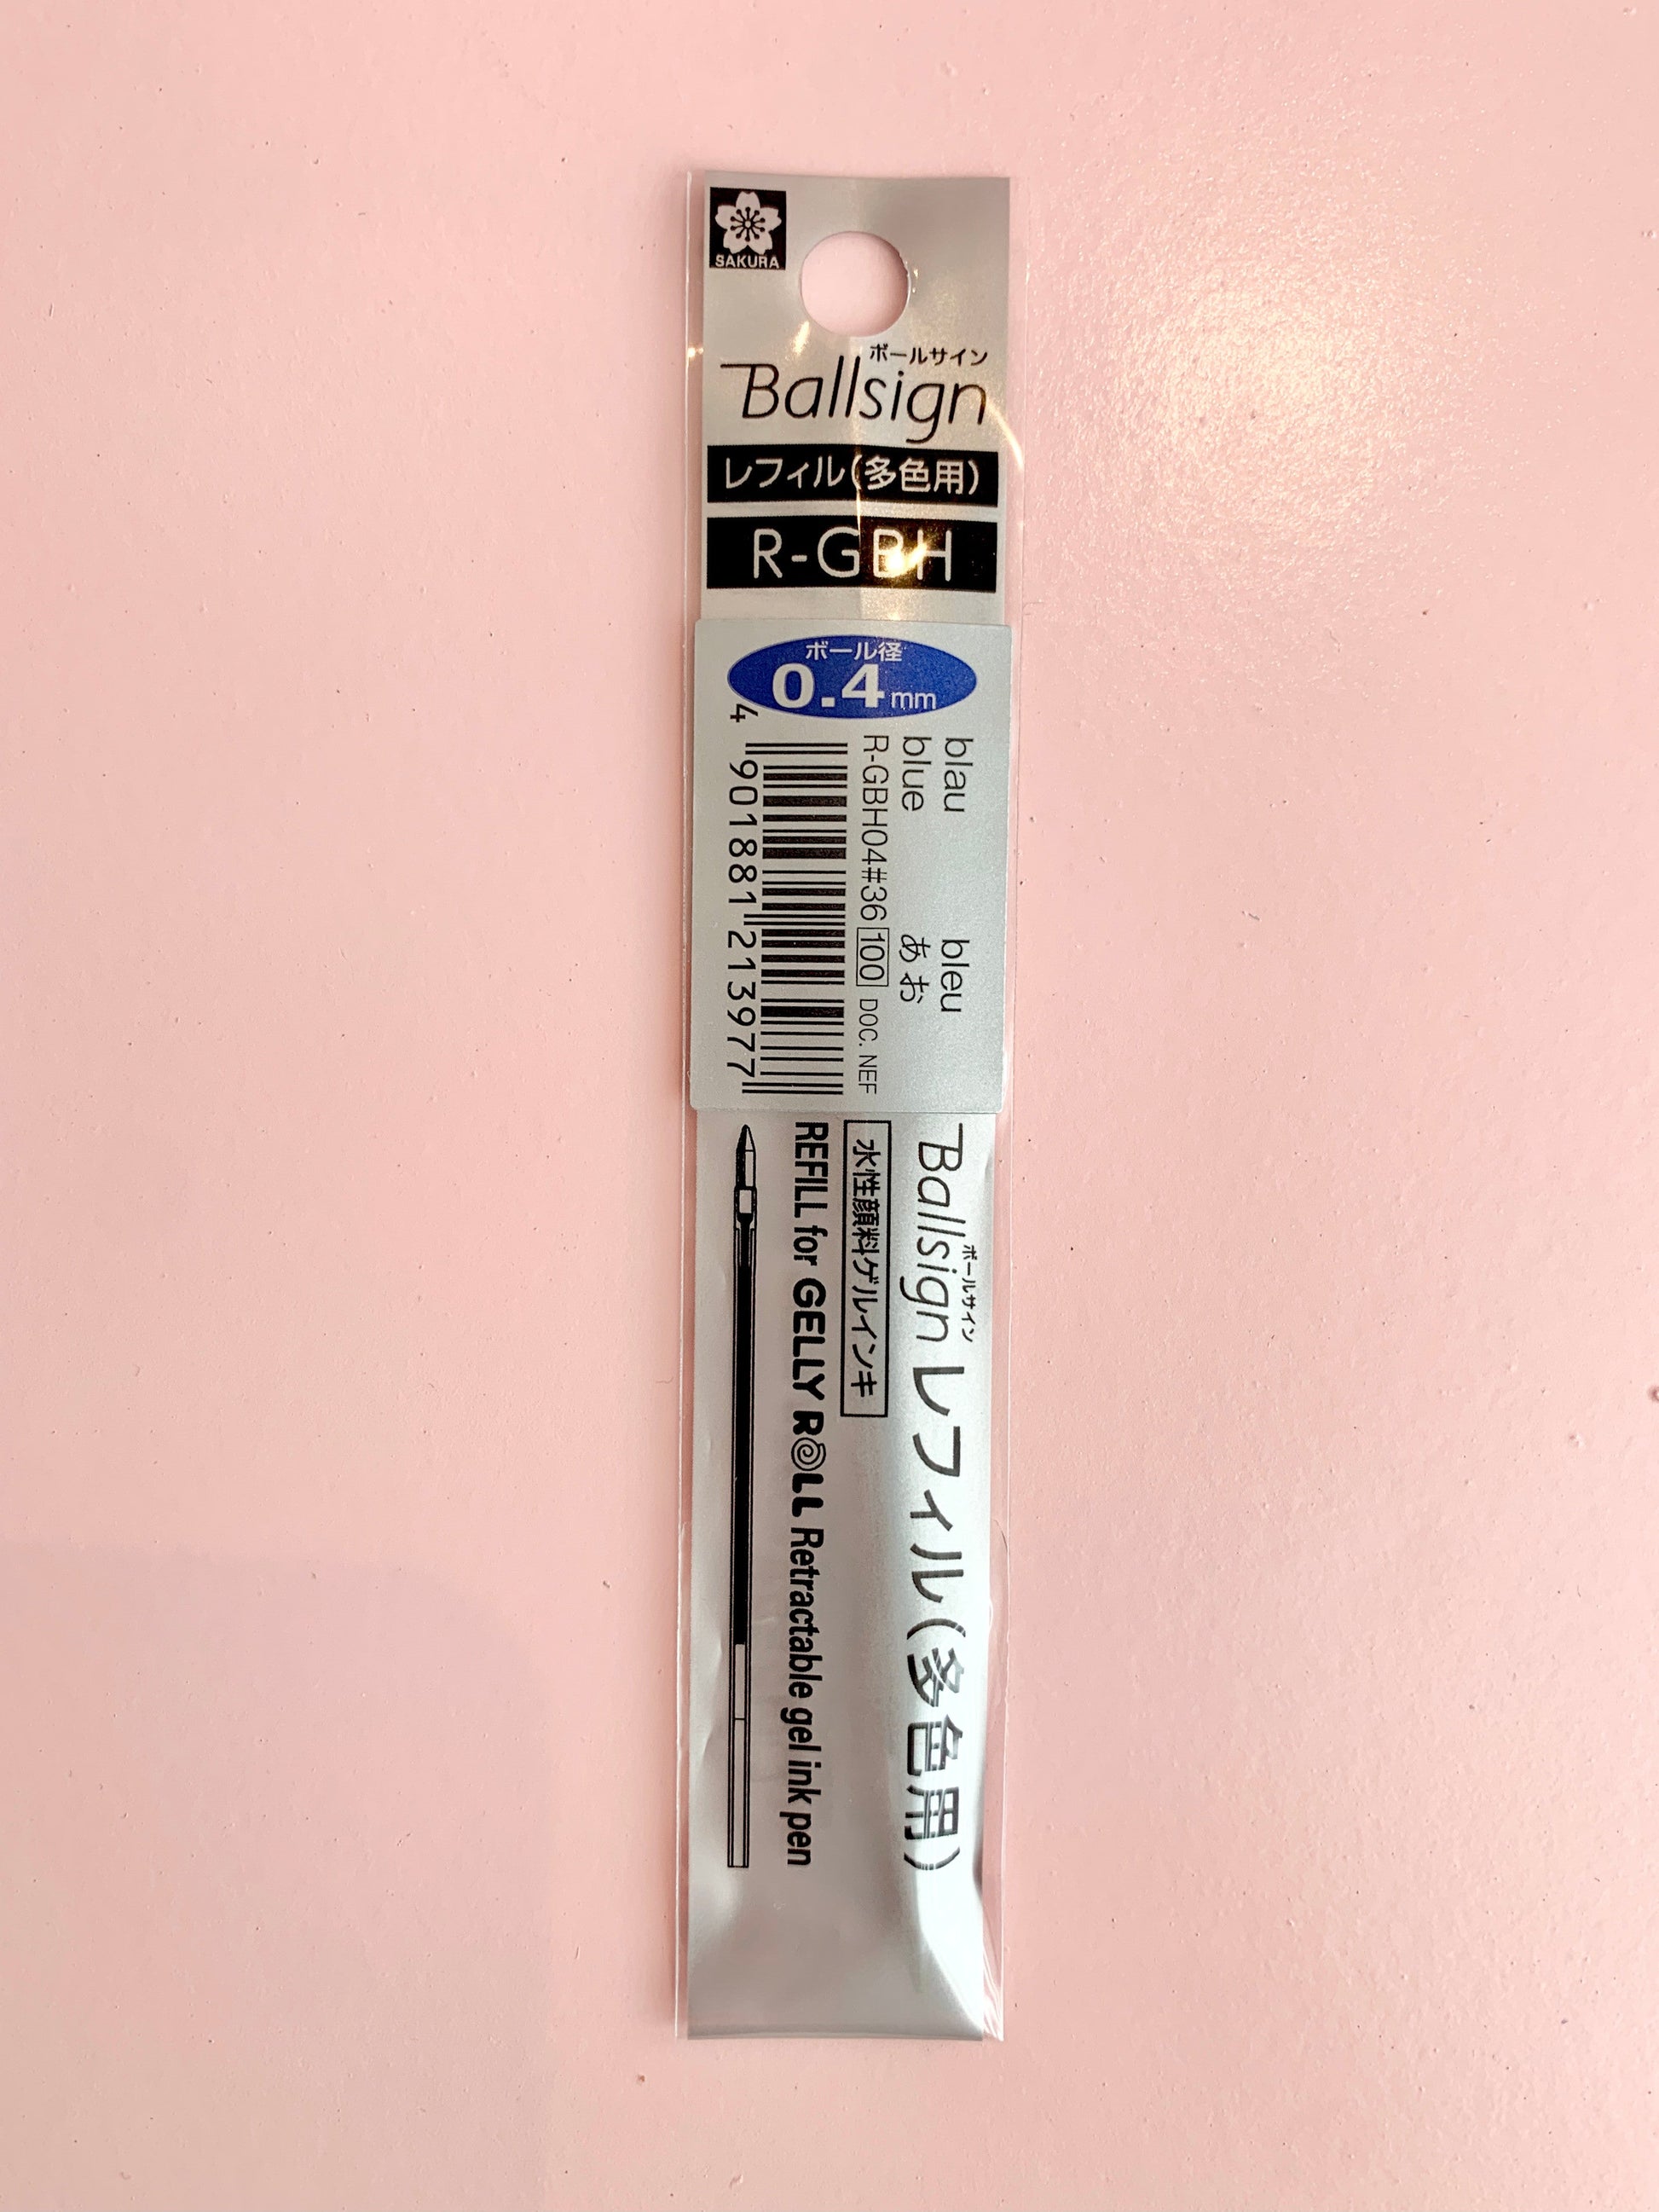 SAKURA
ボールサイン
Ballsign
レフィル(多色用)
R-GBH
ボール径
0.4mm
blau bleu
blue あお
R-GBH04#36 100 DOC. NEF
4 901881 213977
ボールサイン
Ballsign レフィル(多色用)
水性顔料ゲルインキ
REFILL for GELLY ROLL Retractable gel ink pen